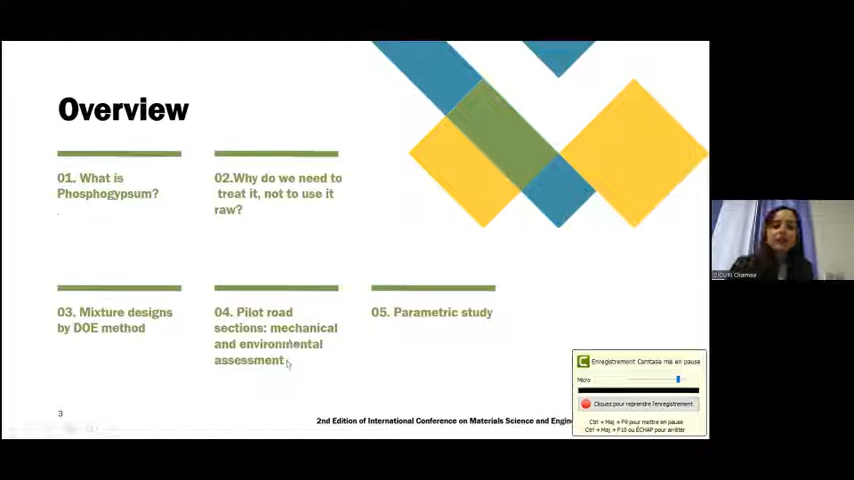 Overview
01. What is
Phosphogypsum?
02.Why do we need to
treat it, not to use it
raw?
03. Mixture designs
by DOE method
04. Pilot road
sections: mechanical
and environmental
assessment
05. Parametric study
3
2nd Edition of International Conference on Materials Science and Engine
Enregistrement Camtasia mis en pause
Micro
Cliquez pour reprendre l'enregistrement
Ctrl + Maj + F9 pour mettre en pause
Ctrl + Maj + F10 ou ÉCHAP pour arrêter
Chamaa